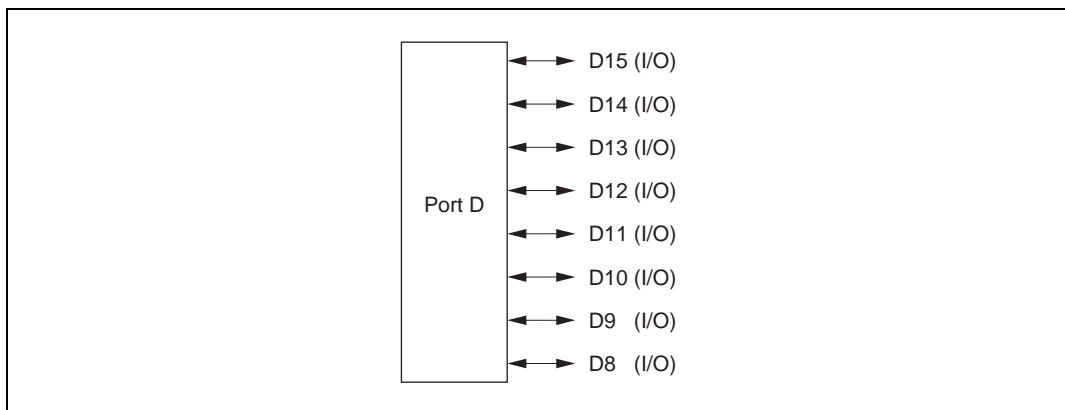 D15 (I/O)
D14 (I/O)
D13 (I/O)
D12 (I/O)
Port D
D11 (I/O)
D10 (I/O)
D9 (I/O)
D8 (I/O)